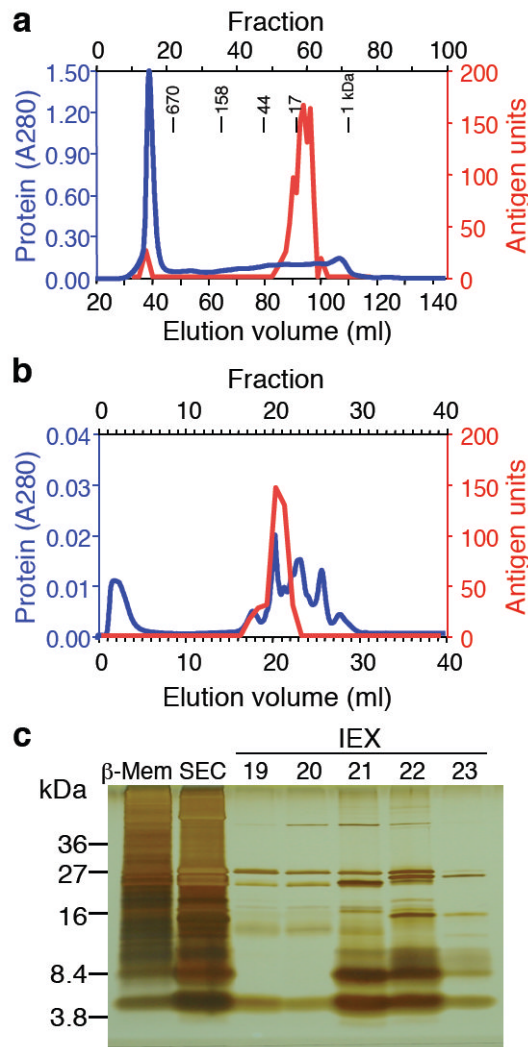 a
Fraction
0 20 40 60 80 100
1.50 200
1.20 150
0.90 100
0.60
0.30 50
0.00 0
670 158 44 17 1 kDa
Protein (A280)
Antigen units
20 40 60 80 100 120 140
Elution volume (ml)
b
Fraction
0 10 20 30 40
0.04 200
0.03 150
0.02 100
0.01 50
0.00 0
Protein (A280)
Antigen units
0 10 20 30 40
Elution volume (ml)
c
IEX
β-Mem SEC 19 20 21 22 23
kDa
36
27
16
8.4
3.8